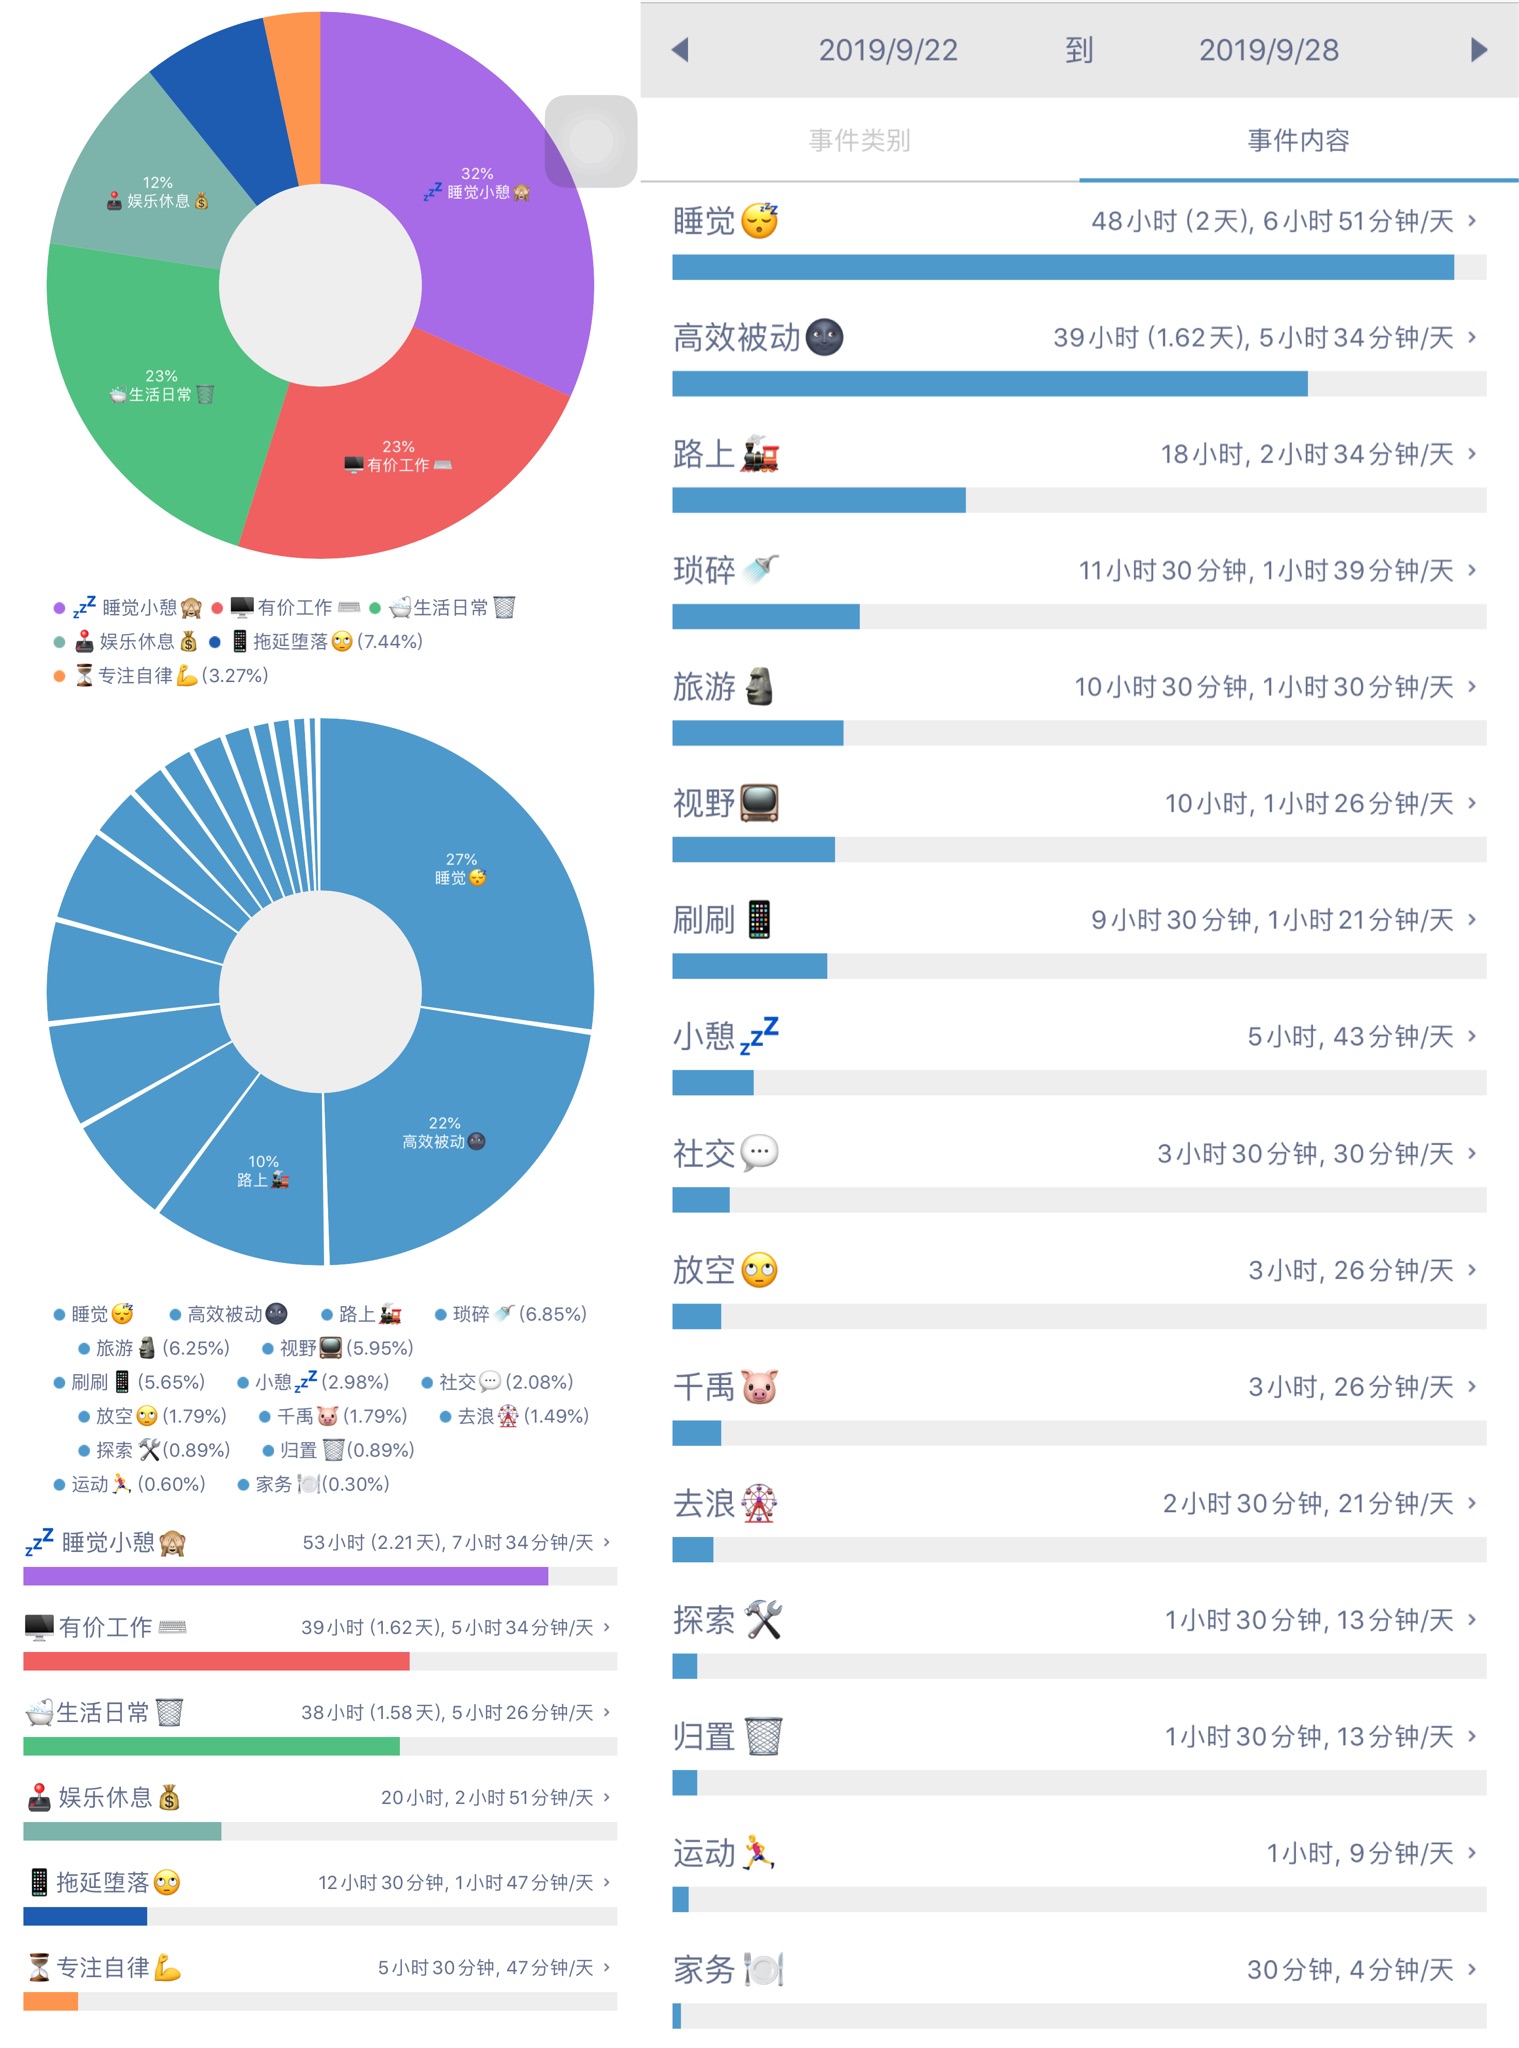 32%
💤 睡觉小憩🙈
12%
🕹️ 娱乐休息💰
23%
🛁生活日常🗑️
23%
🖥️有价工作⌨️
💤 睡觉小憩🙈 🖥️有价工作⌨️ 🛁生活日常🗑️
🕹️ 娱乐休息💰 📱拖延堕落🙄(7.44%)
⏳专注自律💪(3.27%)
27%
睡觉😴
22%
高效被动🌚
10%
路上🚂
睡觉😴 高效被动🌚 路上🚂 琐碎🚿(6.85%)
旅游🗿(6.25%) 视野📺(5.95%)
刷刷📱(5.65%) 小憩💤(2.98%) 社交💬(2.08%)
放空🙄(1.79%) 千禹🐷(1.79%) 去浪🎡(1.49%)
探索🛠️(0.89%) 归置🗑️(0.89%)
运动🏃(0.60%) 家务🍽️(0.30%)
💤 睡觉小憩🙈 53小时 (2.21天), 7小时34分钟/天 ›
🖥️有价工作⌨️ 39小时 (1.62天), 5小时34分钟/天 ›
🛁生活日常🗑️ 38小时 (1.58天), 5小时26分钟/天 ›
🕹️ 娱乐休息💰 20小时, 2小时51分钟/天 ›
📱拖延堕落🙄 12小时30分钟, 1小时47分钟/天 ›
⏳专注自律💪 5小时30分钟, 47分钟/天 ›
2019/9/22 到 2019/9/28
事件类别 事件内容
睡觉😴 48小时 (2天), 6小时51分钟/天 ›
高效被动🌚 39小时 (1.62天), 5小时34分钟/天 ›
路上🚂 18小时, 2小时34分钟/天 ›
琐碎🚿 11小时30分钟, 1小时39分钟/天 ›
旅游🗿 10小时30分钟, 1小时30分钟/天 ›
视野📺 10小时, 1小时26分钟/天 ›
刷刷📱 9小时30分钟, 1小时21分钟/天 ›
小憩💤 5小时, 43分钟/天 ›
社交💬 3小时30分钟, 30分钟/天 ›
放空🙄 3小时, 26分钟/天 ›
千禹🐷 3小时, 26分钟/天 ›
去浪🎡 2小时30分钟, 21分钟/天 ›
探索🛠️ 1小时30分钟, 13分钟/天 ›
归置🗑️ 1小时30分钟, 13分钟/天 ›
运动🏃 1小时, 9分钟/天 ›
家务🍽️ 30分钟, 4分钟/天 ›